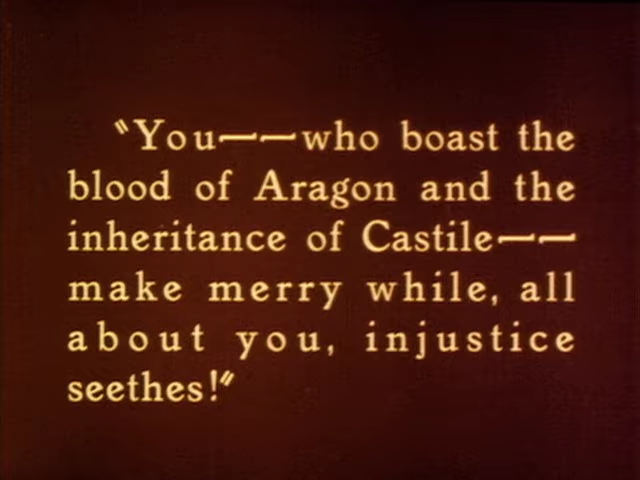 "You——who boast the
blood of Aragon and the
inheritance of Castile——
make merry while, all
about you, injustice
seethes!"